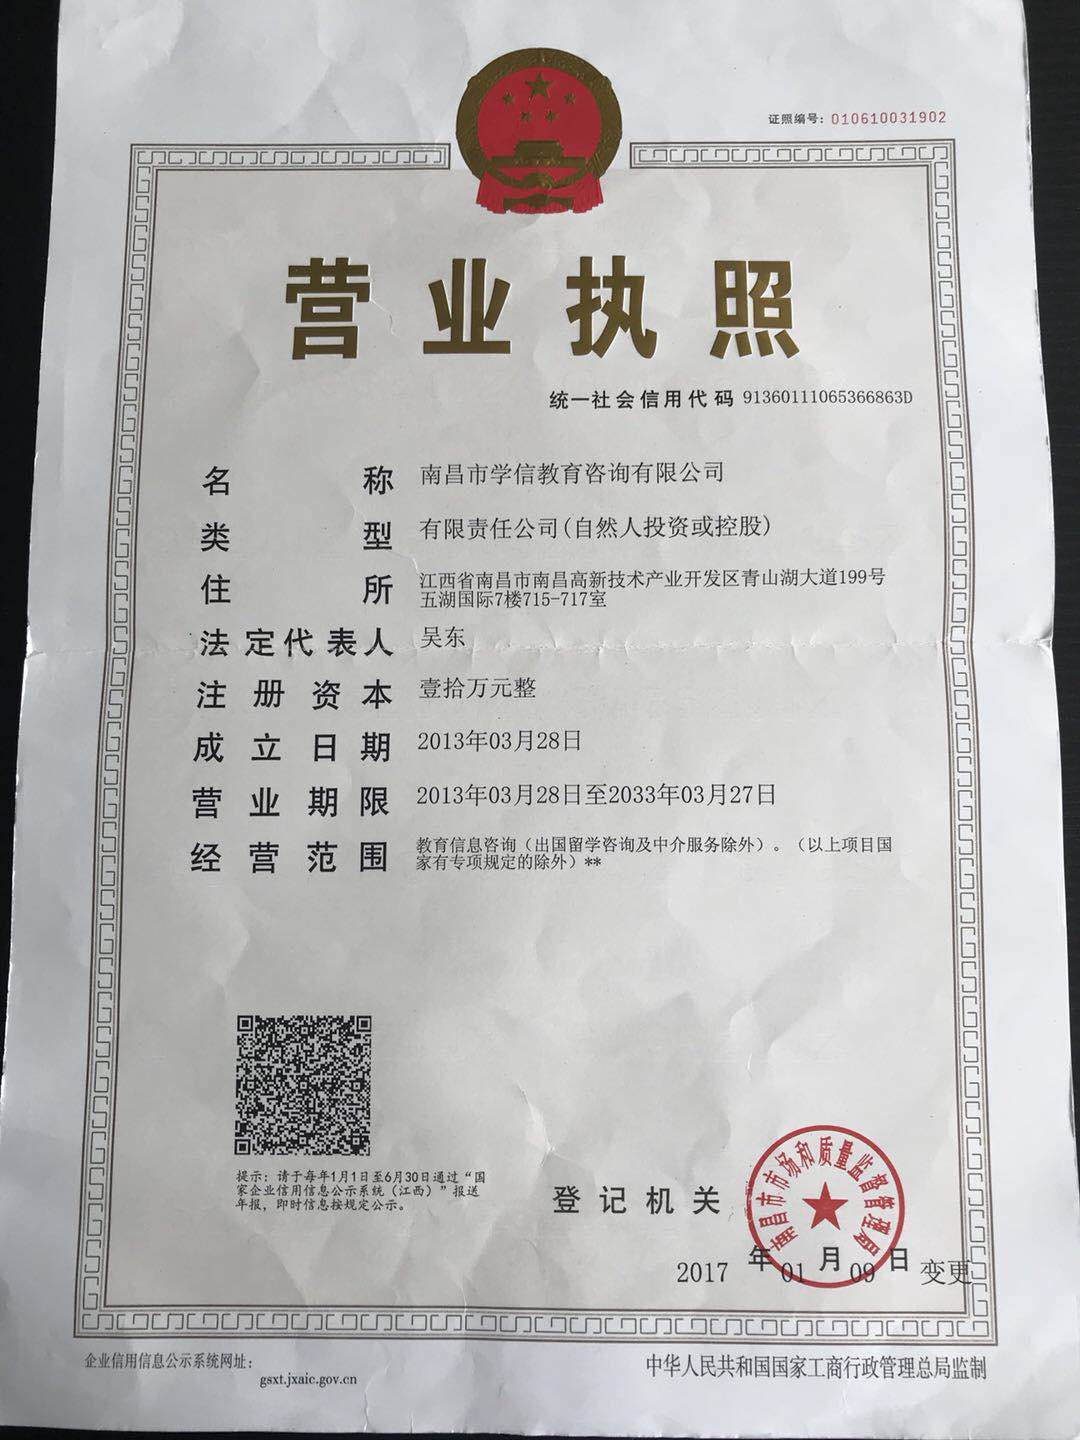 证照编号：010610031902
营业执照
统一社会信用代码 91360111065366863D
名称 南昌市学信教育咨询有限公司
类型 有限责任公司(自然人投资或控股)
住所 江西省南昌市南昌高新技术产业开发区青山湖大道199号
五湖国际7楼715-717室
法定代表人 吴东
注册资本 壹拾万元整
成立日期 2013年03月28日
营业期限 2013年03月28日至2033年03月27日
经营范围 教育信息咨询（出国留学咨询及中介服务除外）。（以上项目国
家有专项规定的除外）**
提示：请于每年1月1日至6月30日通过“国
家企业信用信息公示系统（江西）”报送
年报，即时信息按规定公示。
登记机关
南昌市市场和质量监督管理局
2017年01月09日 变更
企业信用信息公示系统网址：
gsxt.jxaic.gov.cn
中华人民共和国国家工商行政管理总局监制